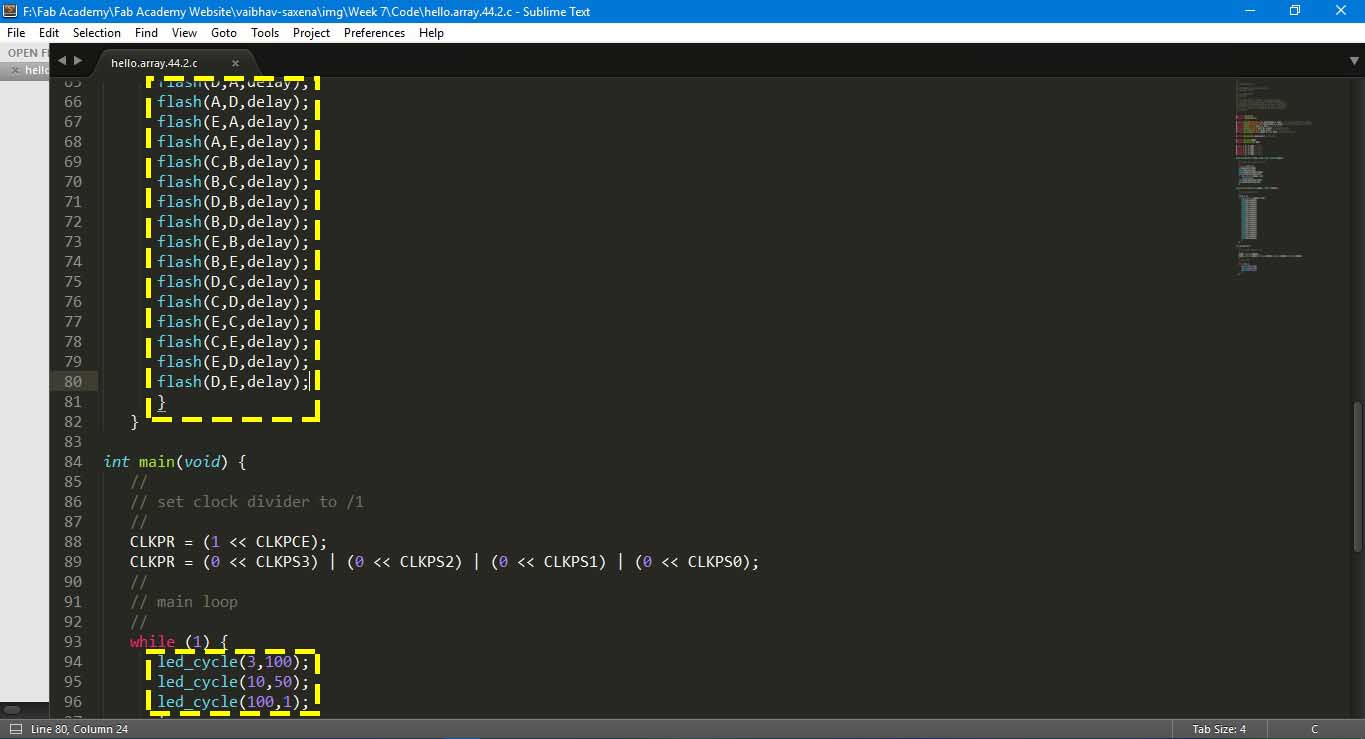 F:\Fab Academy\Fab Academy Website\vaibhav-saxena\img\Week 7\Code\hello.array.44.2.c - Sublime Text
File Edit Selection Find View Goto Tools Project Preferences Help
OPEN FI
hello.array.44.2.c ×
× hello
65 flash(D,A,delay);
66 flash(A,D,delay);
67 flash(E,A,delay);
68 flash(A,E,delay);
69 flash(C,B,delay);
70 flash(B,C,delay);
71 flash(D,B,delay);
72 flash(B,D,delay);
73 flash(E,B,delay);
74 flash(B,E,delay);
75 flash(D,C,delay);
76 flash(C,D,delay);
77 flash(E,C,delay);
78 flash(C,E,delay);
79 flash(E,D,delay);
80 flash(D,E,delay);
81 }
82 }
83
84 int main(void) {
85 //
86 // set clock divider to /1
87 //
88 CLKPR = (1 << CLKPCE);
89 CLKPR = (0 << CLKPS3) | (0 << CLKPS2) | (0 << CLKPS1) | (0 << CLKPS0);
90 //
91 // main loop
92 //
93 while (1) {
94 led_cycle(3,100);
95 led_cycle(10,50);
96 led_cycle(100,1);
Line 80, Column 24
Tab Size: 4
C